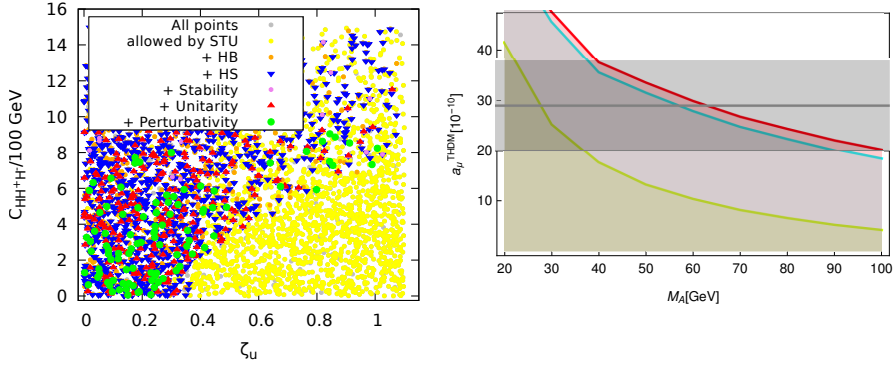 16
14
12
10
8
6
4
2
0
C_HH⁺H⁻/100 GeV
All points
allowed by STU
+ HB
+ HS
+ Stability
+ Unitarity
+ Perturbativity
0 0.2 0.4 0.6 0.8 1
ζ_u
40
30
20
10
a_μ^THDM[10⁻¹⁰]
20 30 40 50 60 70 80 90 100
M_A[GeV]